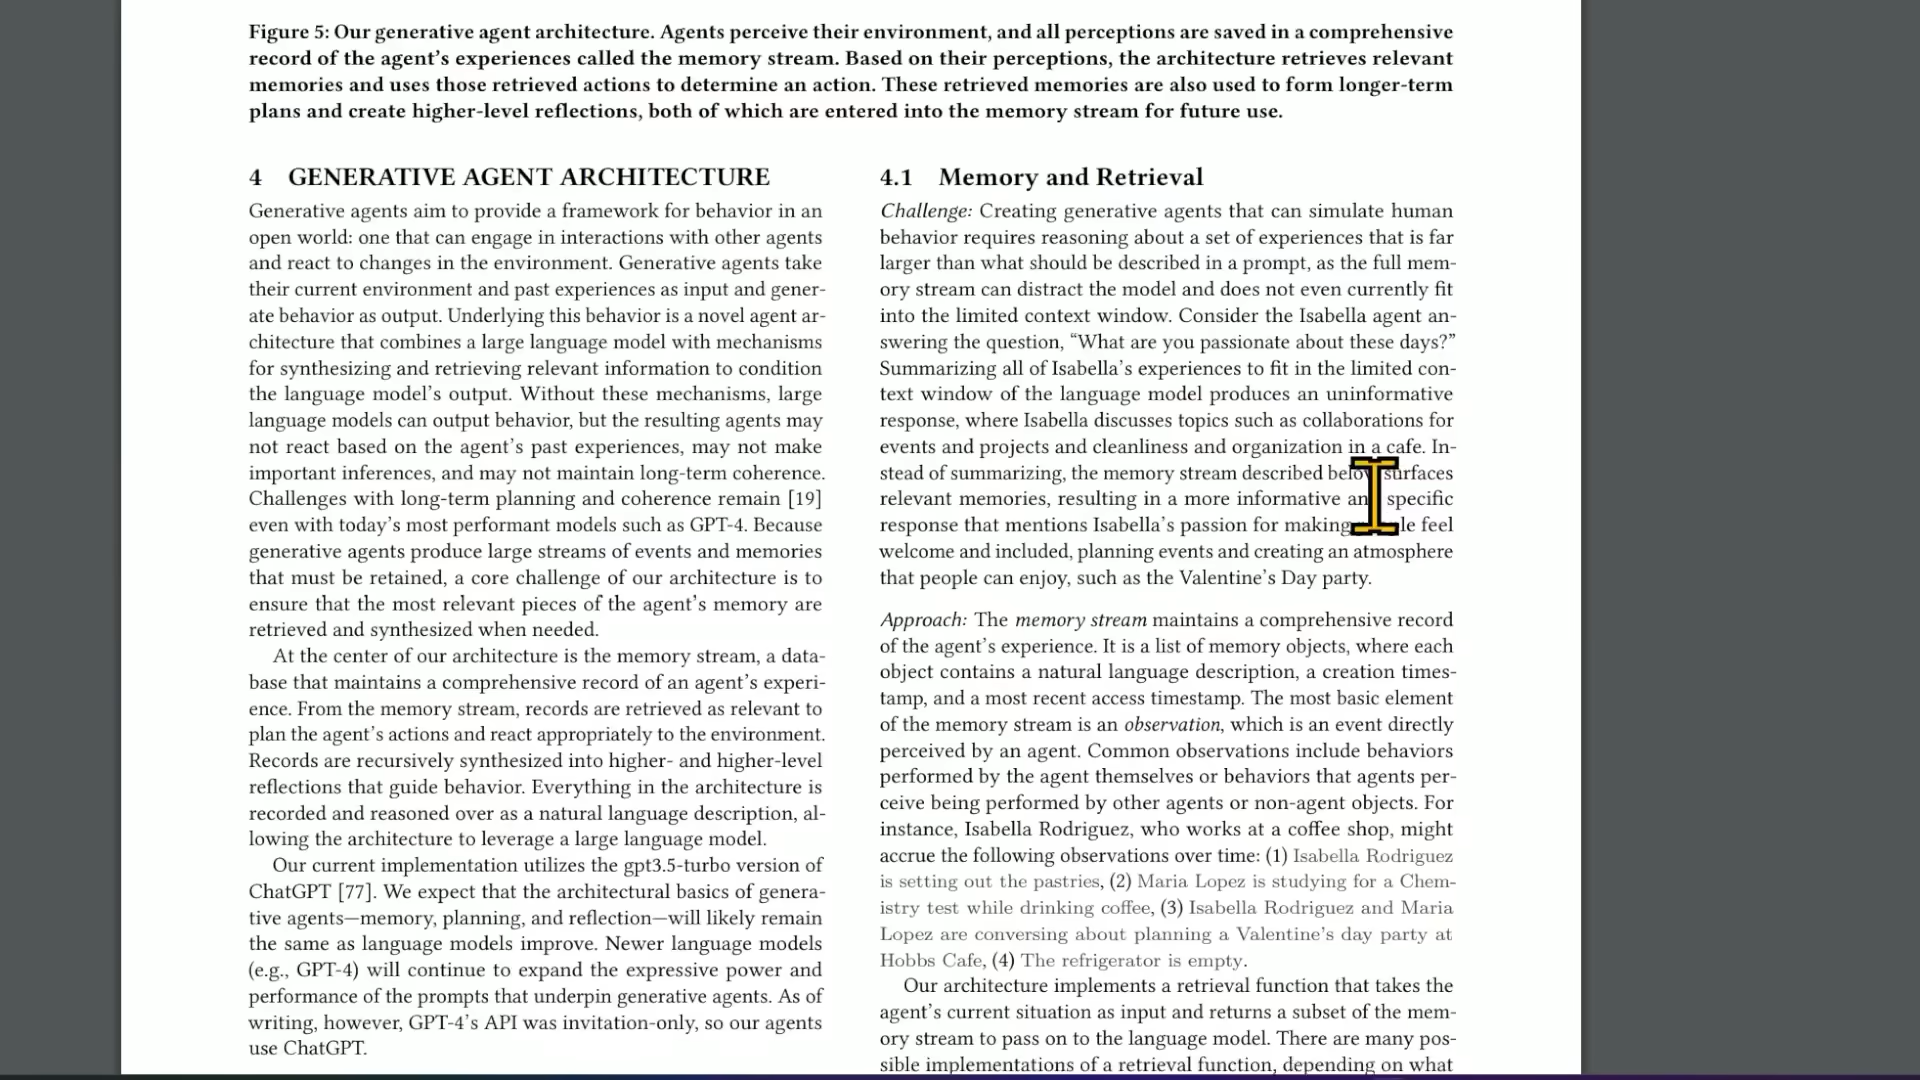 Figure 5: Our generative agent architecture. Agents perceive their environment, and all perceptions are saved in a comprehensive
record of the agent's experiences called the memory stream. Based on their perceptions, the architecture retrieves relevant
memories and uses those retrieved actions to determine an action. These retrieved memories are also used to form longer-term
plans and create higher-level reflections, both of which are entered into the memory stream for future use.
4 GENERATIVE AGENT ARCHITECTURE
Generative agents aim to provide a framework for behavior in an
open world: one that can engage in interactions with other agents
and react to changes in the environment. Generative agents take
their current environment and past experiences as input and gener-
ate behavior as output. Underlying this behavior is a novel agent ar-
chitecture that combines a large language model with mechanisms
for synthesizing and retrieving relevant information to condition
the language model's output. Without these mechanisms, large
language models can output behavior, but the resulting agents may
not react based on the agent's past experiences, may not make
important inferences, and may not maintain long-term coherence.
Challenges with long-term planning and coherence remain [19]
even with today's most performant models such as GPT-4. Because
generative agents produce large streams of events and memories
that must be retained, a core challenge of our architecture is to
ensure that the most relevant pieces of the agent's memory are
retrieved and synthesized when needed.
At the center of our architecture is the memory stream, a data-
base that maintains a comprehensive record of an agent's experi-
ence. From the memory stream, records are retrieved as relevant to
plan the agent's actions and react appropriately to the environment.
Records are recursively synthesized into higher- and higher-level
reflections that guide behavior. Everything in the architecture is
recorded and reasoned over as a natural language description, al-
lowing the architecture to leverage a large language model.
Our current implementation utilizes the gpt3.5-turbo version of
ChatGPT [77]. We expect that the architectural basics of genera-
tive agents—memory, planning, and reflection—will likely remain
the same as language models improve. Newer language models
(e.g., GPT-4) will continue to expand the expressive power and
performance of the prompts that underpin generative agents. As of
writing, however, GPT-4's API was invitation-only, so our agents
use ChatGPT.
4.1 Memory and Retrieval
Challenge: Creating generative agents that can simulate human
behavior requires reasoning about a set of experiences that is far
larger than what should be described in a prompt, as the full mem-
ory stream can distract the model and does not even currently fit
into the limited context window. Consider the Isabella agent an-
swering the question, “What are you passionate about these days?”
Summarizing all of Isabella's experiences to fit in the limited con-
text window of the language model produces an uninformative
response, where Isabella discusses topics such as collaborations for
events and projects and cleanliness and organization in a cafe. In-
stead of summarizing, the memory stream described below surfaces
relevant memories, resulting in a more informative and specific
response that mentions Isabella's passion for making feel
welcome and included, planning events and creating an atmosphere
that people can enjoy, such as the Valentine's Day party.
Approach: The memory stream maintains a comprehensive record
of the agent's experience. It is a list of memory objects, where each
object contains a natural language description, a creation times-
tamp, and a most recent access timestamp. The most basic element
of the memory stream is an observation, which is an event directly
perceived by an agent. Common observations include behaviors
performed by the agent themselves or behaviors that agents per-
ceive being performed by other agents or non-agent objects. For
instance, Isabella Rodriguez, who works at a coffee shop, might
accrue the following observations over time: (1) Isabella Rodriguez
is setting out the pastries, (2) Maria Lopez is studying for a Chem-
istry test while drinking coffee, (3) Isabella Rodriguez and Maria
Lopez are conversing about planning a Valentine's day party at
Hobbs Cafe, (4) The refrigerator is empty.
Our architecture implements a retrieval function that takes the
agent's current situation as input and returns a subset of the mem-
ory stream to pass on to the language model. There are many pos-
sible implementations of a retrieval function, depending on what